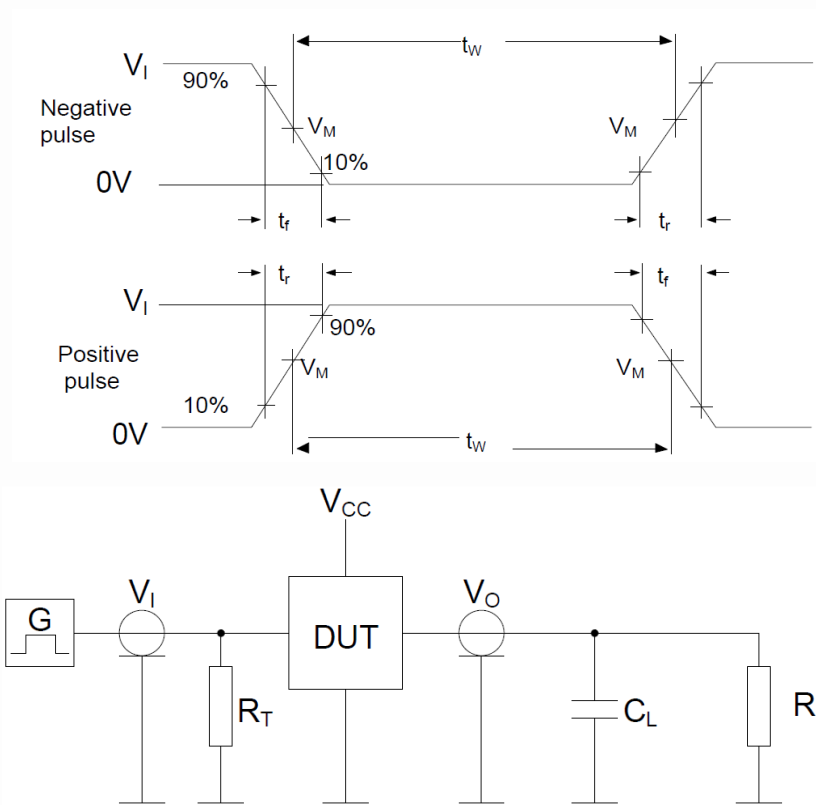 t_W
V_I
90%
Negative
pulse
V_M
V_M
10%
0V
t_f
t_r
t_r
t_f
V_I
90%
Positive
pulse
V_M
V_M
10%
0V
t_W
V_CC
V_I
V_O
G
DUT
R_T
C_L
R